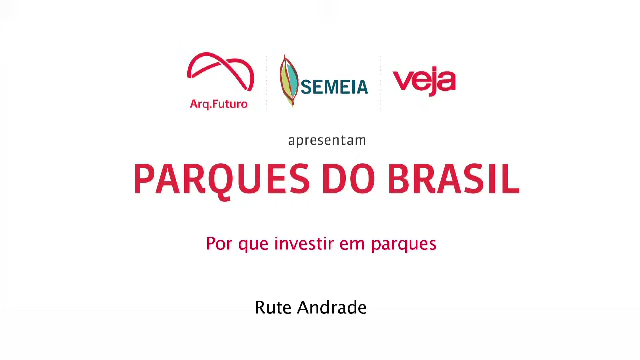 Arq.Futuro
SEMEIA
veja
apresentam
PARQUES DO BRASIL
Por que investir em parques
Rute Andrade